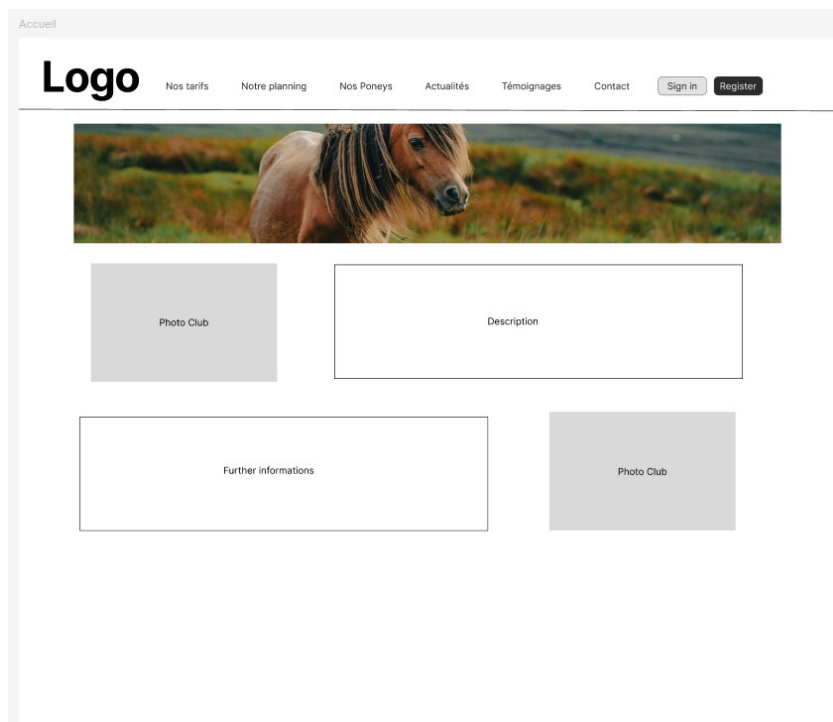 Accueil
Logo
Nos tarifs Notre planning Nos Poneys Actualités Témoignages Contact Sign in Register
Photo Club
Description
Further informations
Photo Club